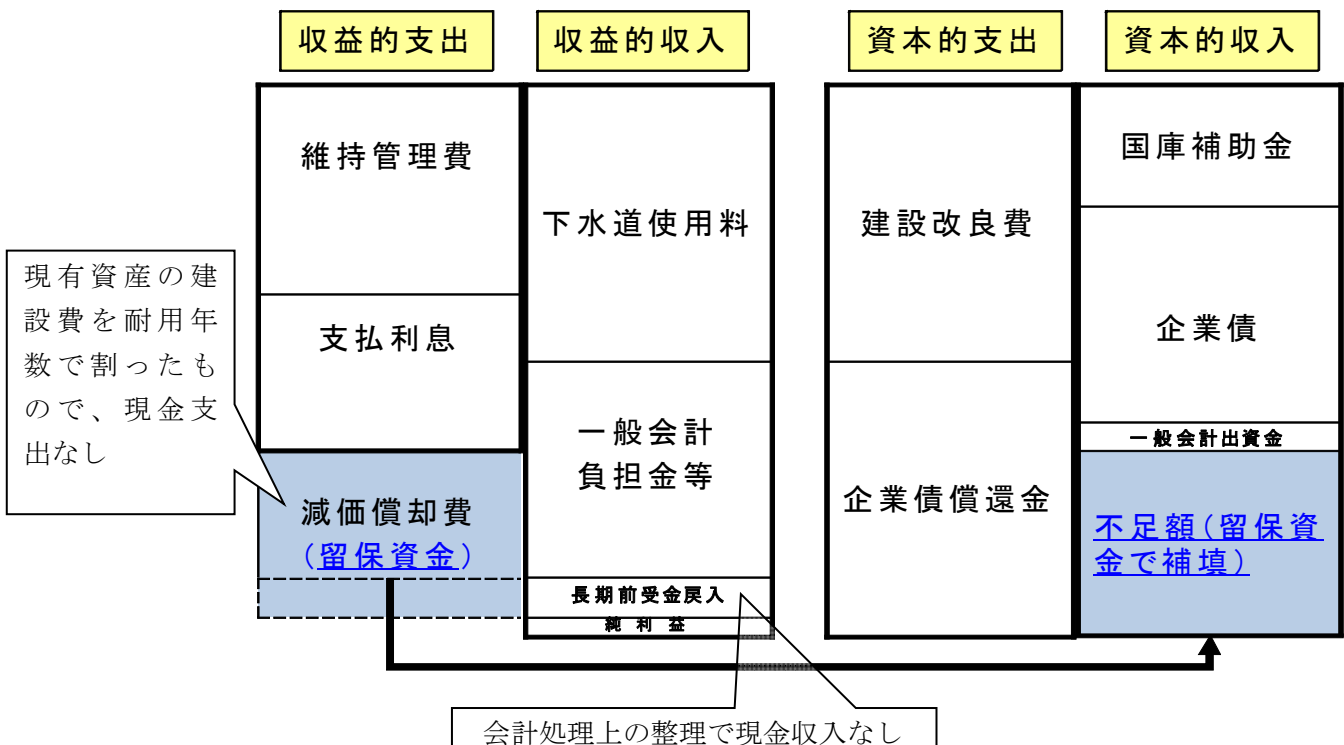 収益的支出
収益的収入
資本的支出
資本的収入
維持管理費
支払利息
減価償却費
（留保資金）
下水道使用料
一般会計
負担金等
長期前受金戻入
純利益
建設改良費
企業債償還金
国庫補助金
企業債
一般会計出資金
不足額（留保資
金で補填）
現有資産の建
設費を耐用年
数で割ったも
ので、現金支
出なし
会計処理上の整理で現金収入なし